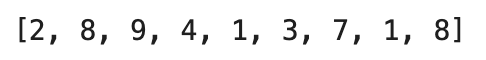 [2, 8, 9, 4, 1, 3, 7, 1, 8]